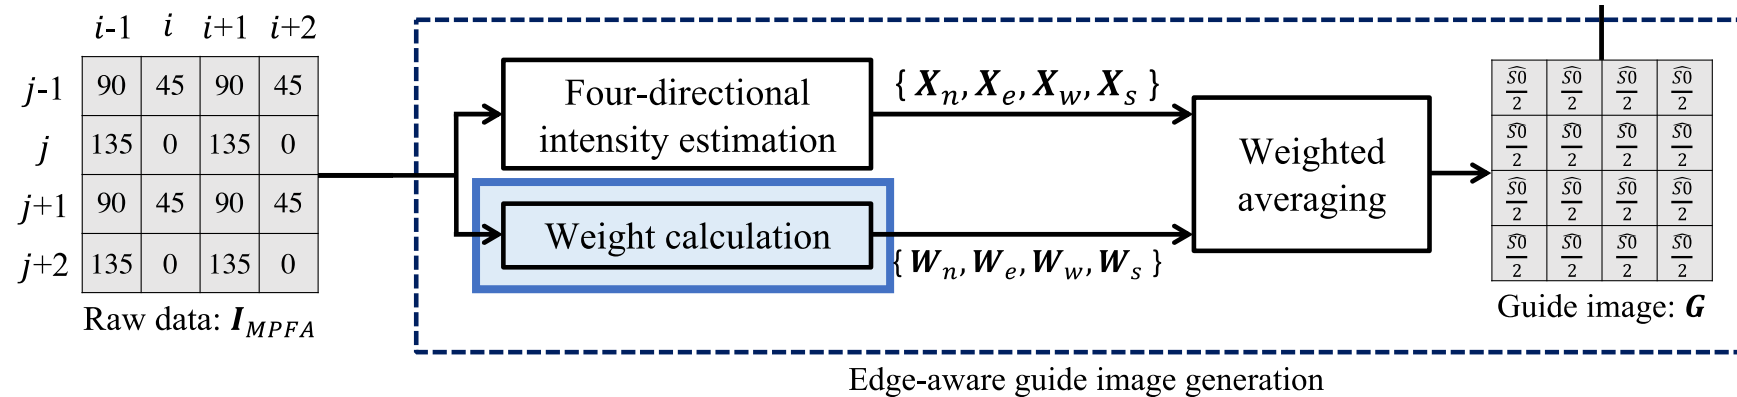 i-1 i i+1 i+2
j-1 90 45 90 45
j 135 0 135 0
j+1 90 45 90 45
j+2 135 0 135 0
Raw data: I_MPFA
Four-directional
intensity estimation
Weight calculation
{ X_n, X_e, X_w, X_s }
{ W_n, W_e, W_w, W_s }
Weighted
averaging
Ŝ0/2 Ŝ0/2 Ŝ0/2 Ŝ0/2
Ŝ0/2 Ŝ0/2 Ŝ0/2 Ŝ0/2
Ŝ0/2 Ŝ0/2 Ŝ0/2 Ŝ0/2
Ŝ0/2 Ŝ0/2 Ŝ0/2 Ŝ0/2
Guide image: G
Edge-aware guide image generation